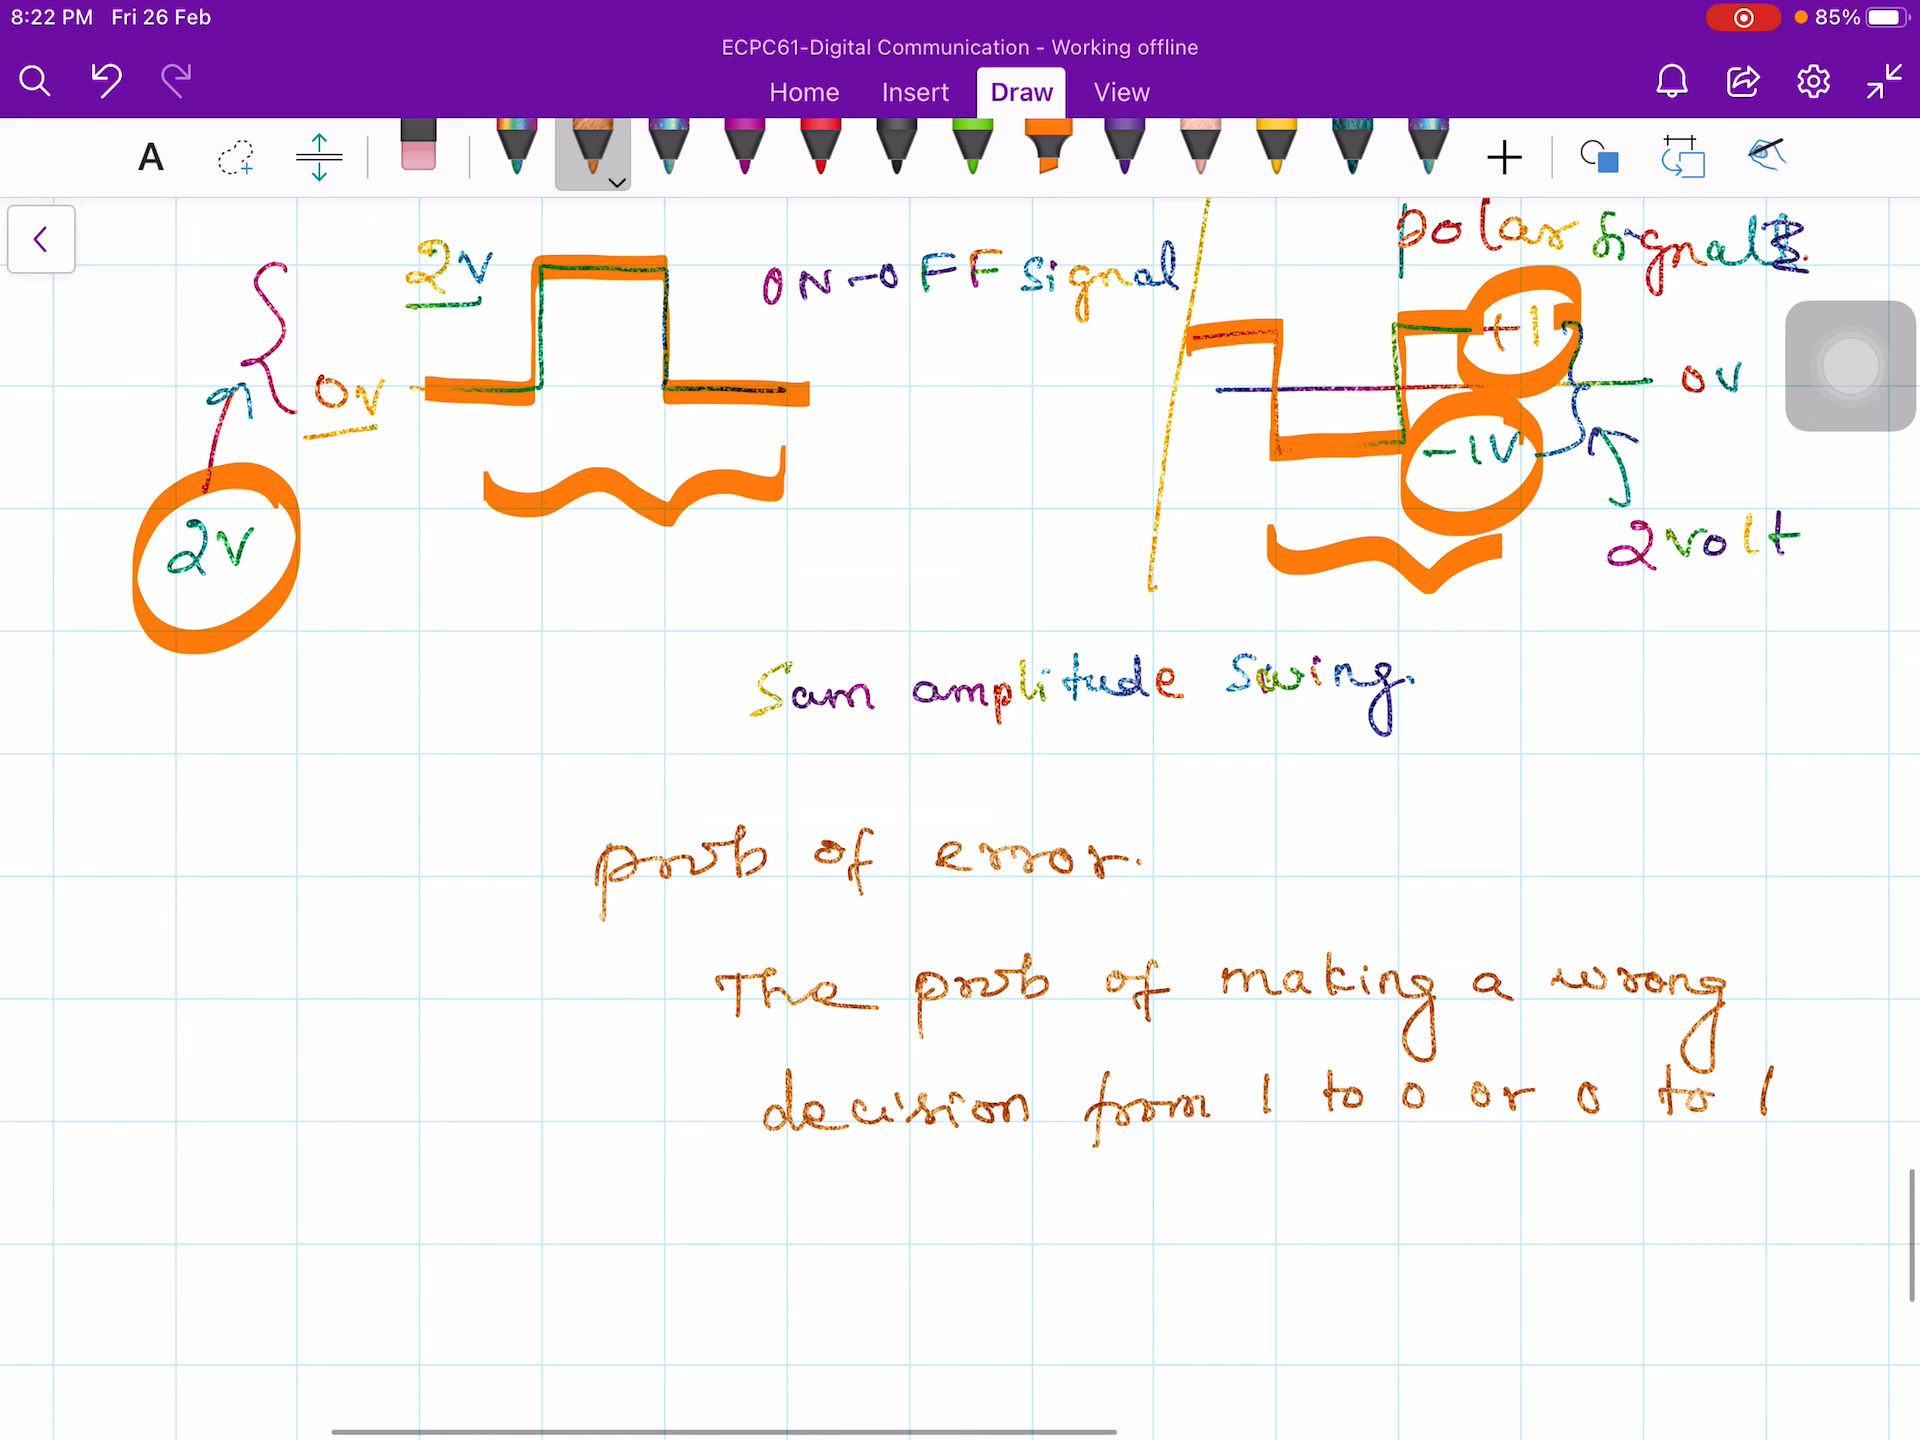 8:22 PM Fri 26 Feb
85%
ECPC61-Digital Communication - Working offline
Home Insert Draw View
A
polar signals.
2v
ON-OFF signal
+1
0v
0v
-1v
2v
2volt
Sam amplitude swing.
prob of error.
The prob of making a wrong
decision from 1 to 0 or 0 to 1